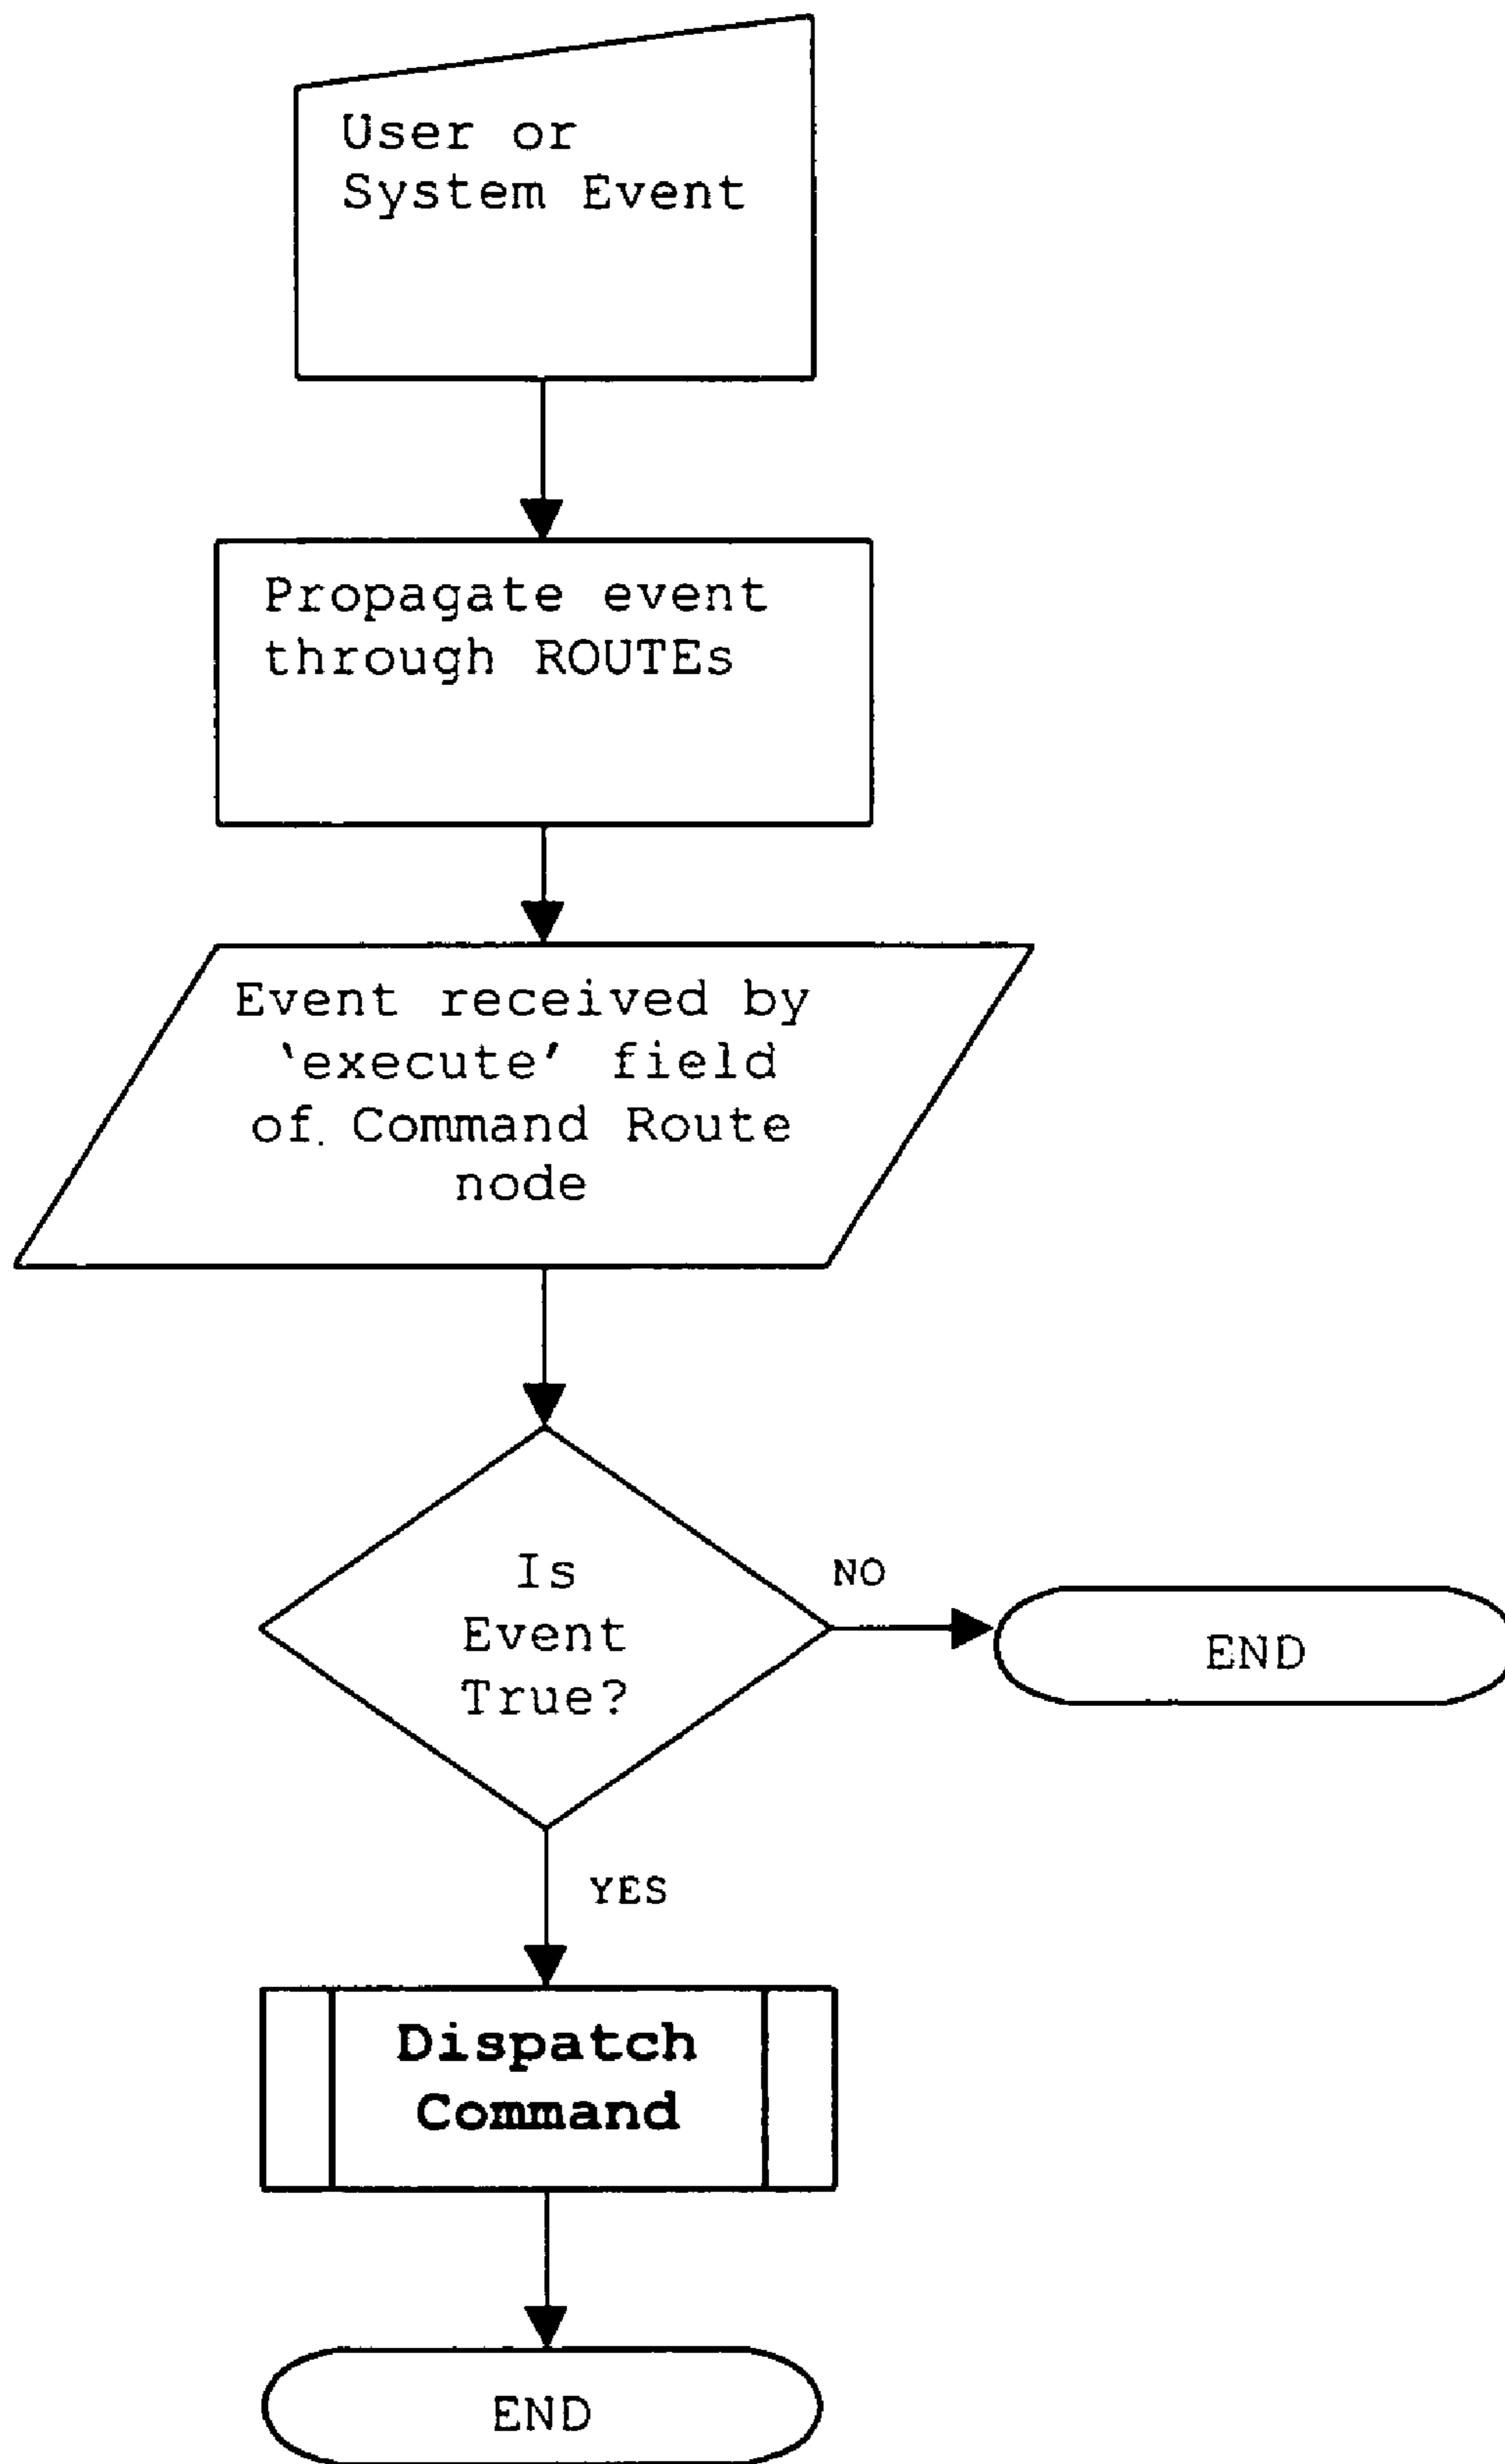 User or
System Event
Propagate event
through ROUTEs
Event received by
‘execute’ field
of Command Route
node
Is
Event
True?
NO
END
YES
Dispatch
Command
END